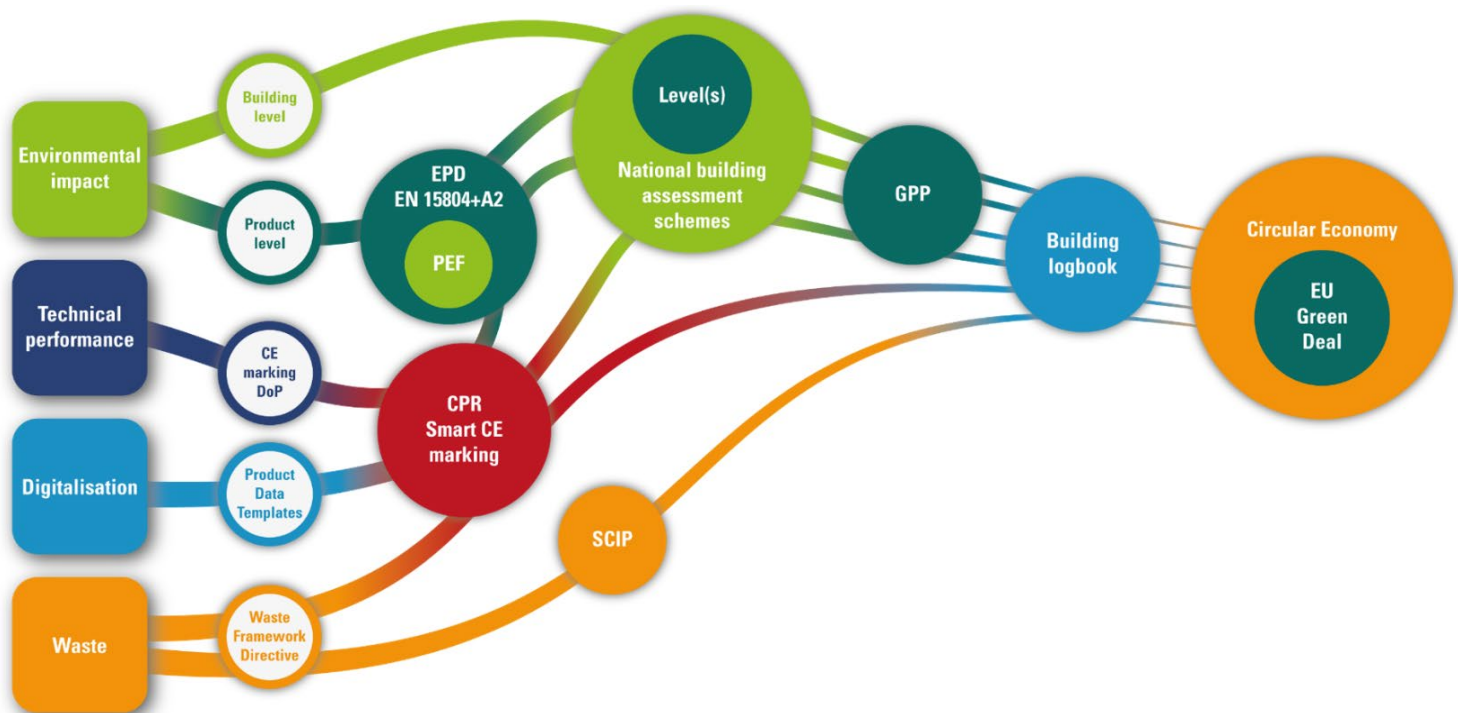 Environmental
impact
Technical
performance
Digitalisation
Waste
Building
level
Product
level
CE
marking
DoP
Product
Data
Templates
Waste
Framework
Directive
EPD
EN 15804+A2
PEF
CPR
Smart CE
marking
SCIP
Level(s)
National building
assessment
schemes
GPP
Building
logbook
Circular Economy
EU
Green
Deal